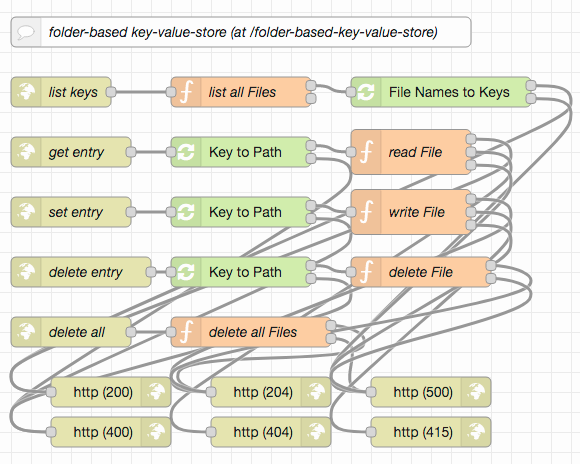 folder-based key-value-store (at /folder-based-key-value-store)
list keys
list all Files
File Names to Keys
get entry
Key to Path
read File
set entry
Key to Path
write File
delete entry
Key to Path
delete File
delete all
delete all Files
http (200)
http (204)
http (500)
http (400)
http (404)
http (415)